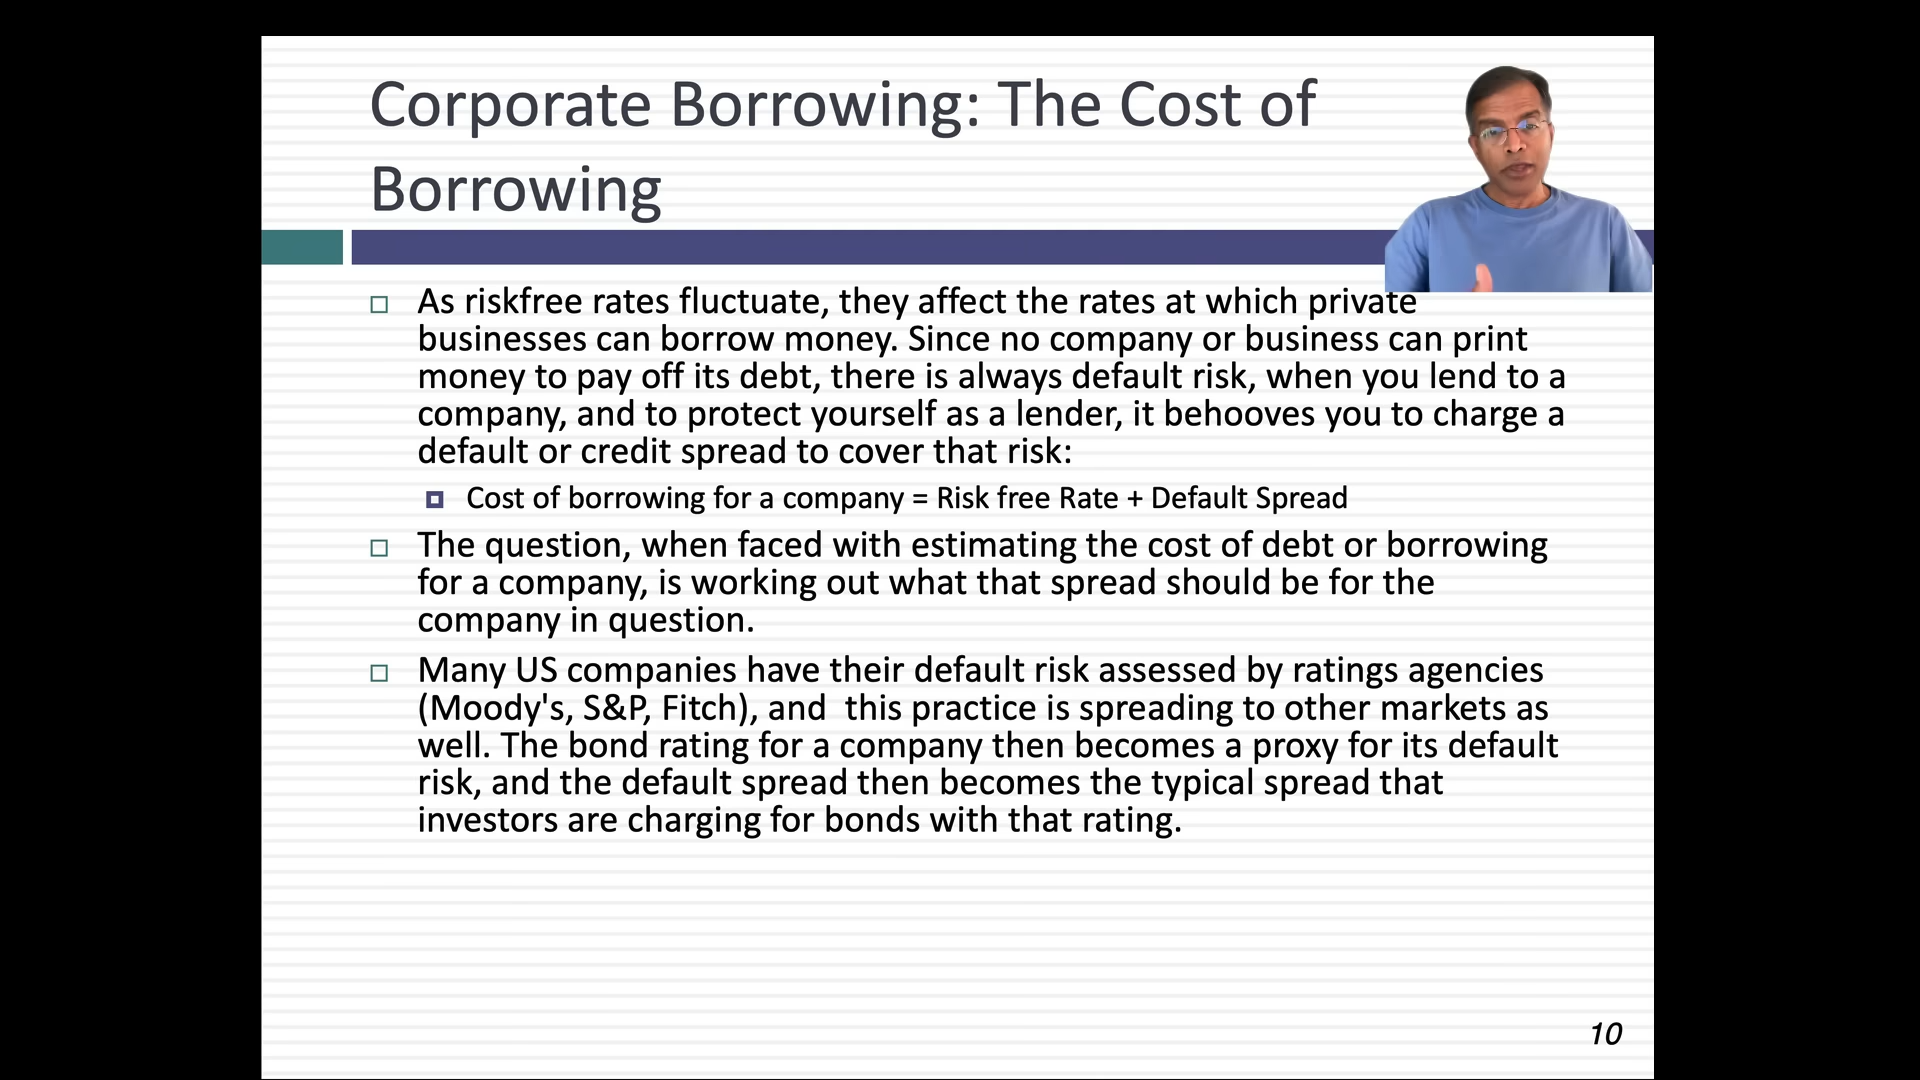 Corporate Borrowing: The Cost of
Borrowing
As riskfree rates fluctuate, they affect the rates at which private
businesses can borrow money. Since no company or business can print
money to pay off its debt, there is always default risk, when you lend to a
company, and to protect yourself as a lender, it behooves you to charge a
default or credit spread to cover that risk:
Cost of borrowing for a company = Risk free Rate + Default Spread
The question, when faced with estimating the cost of debt or borrowing
for a company, is working out what that spread should be for the
company in question.
Many US companies have their default risk assessed by ratings agencies
(Moody's, S&P, Fitch), and  this practice is spreading to other markets as
well. The bond rating for a company then becomes a proxy for its default
risk, and the default spread then becomes the typical spread that
investors are charging for bonds with that rating.
10